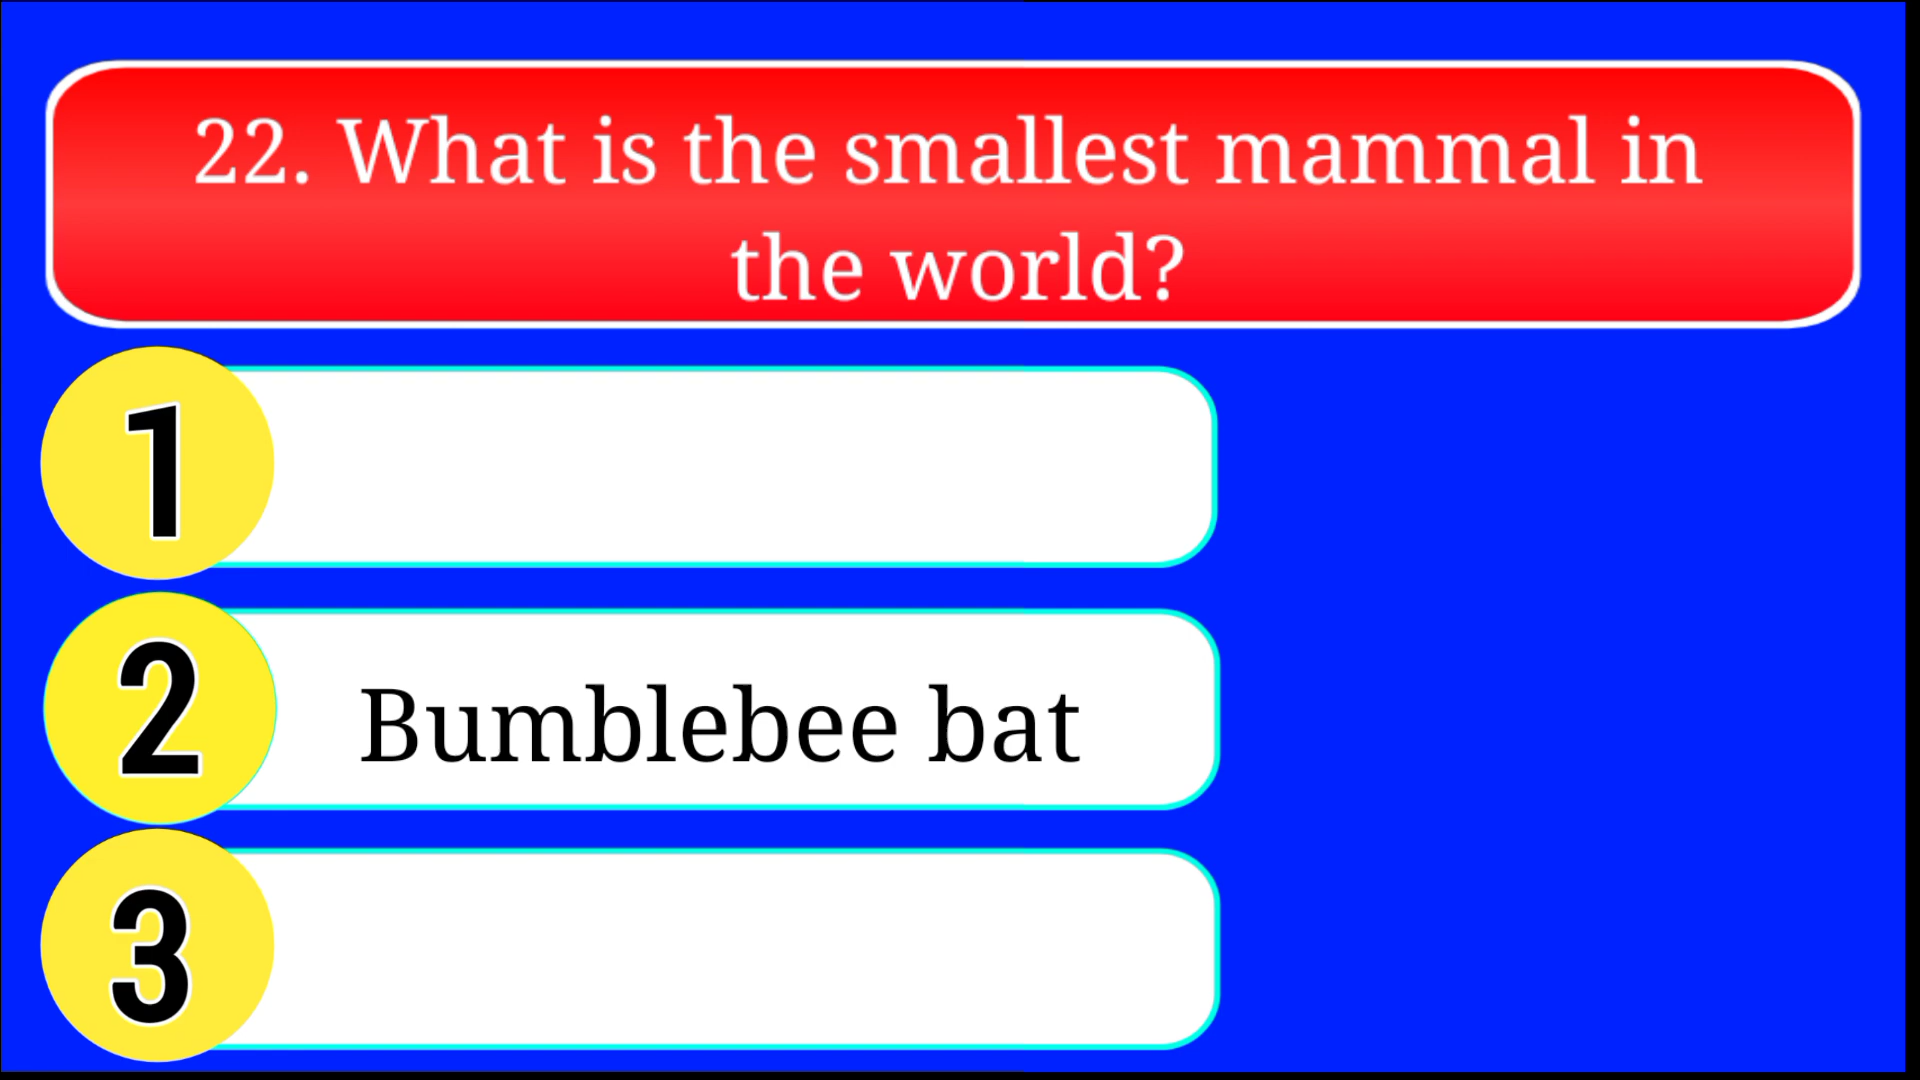 22. What is the smallest mammal in
the world?
1
2
Bumblebee bat
3